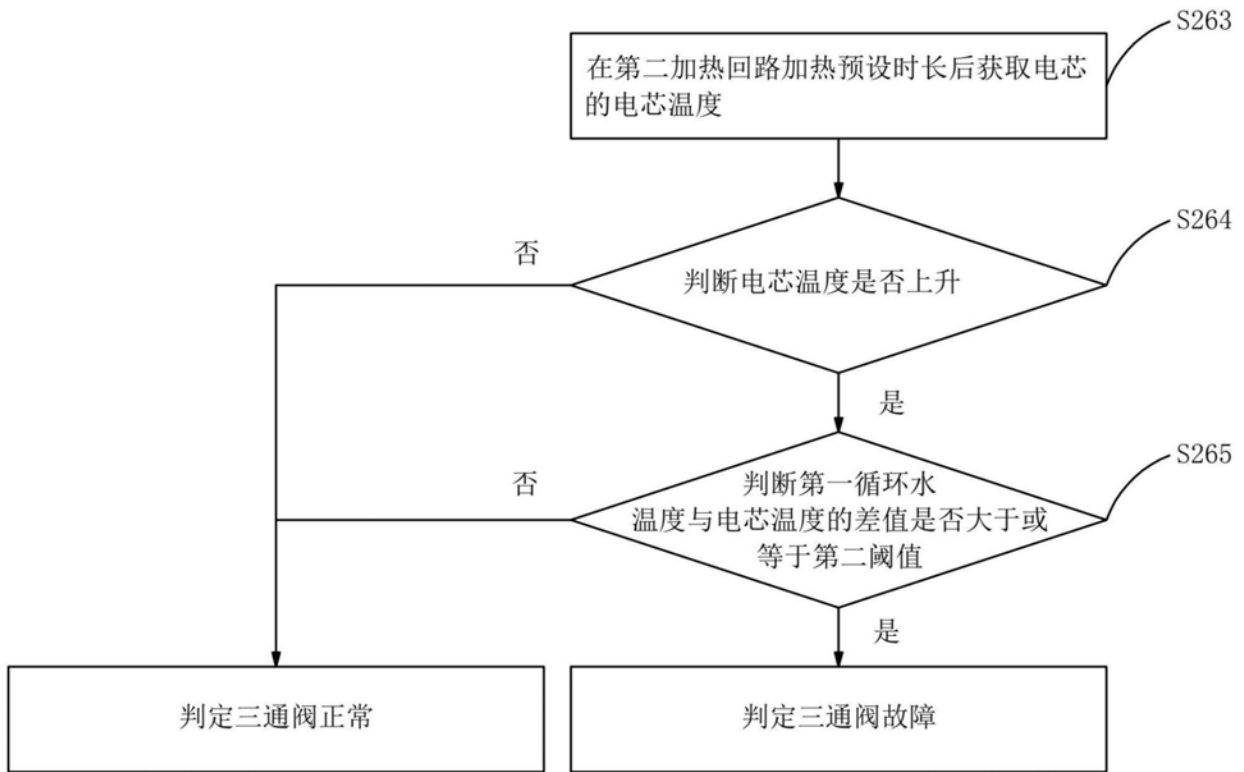 S263
在第二加热回路加热预设时长后获取电芯
的电芯温度
S264
否
判断电芯温度是否上升
是
S265
否
判断第一循环水
温度与电芯温度的差值是否大于或
等于第二阈值
是
判定三通阀正常
判定三通阀故障